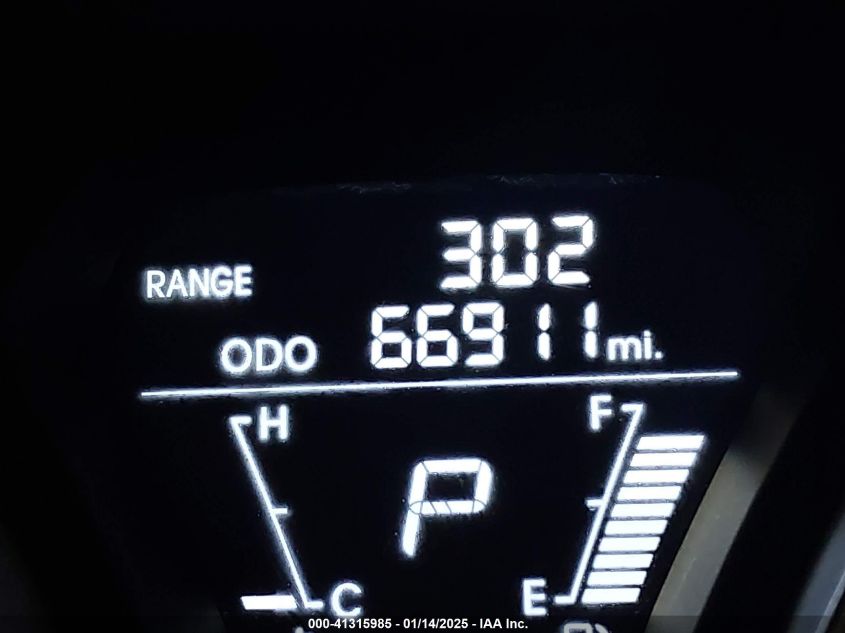 RANGE 302
ODO 66911 mi.
H F
P
C E
000-41315985 - 01/14/2025 - IAA Inc.